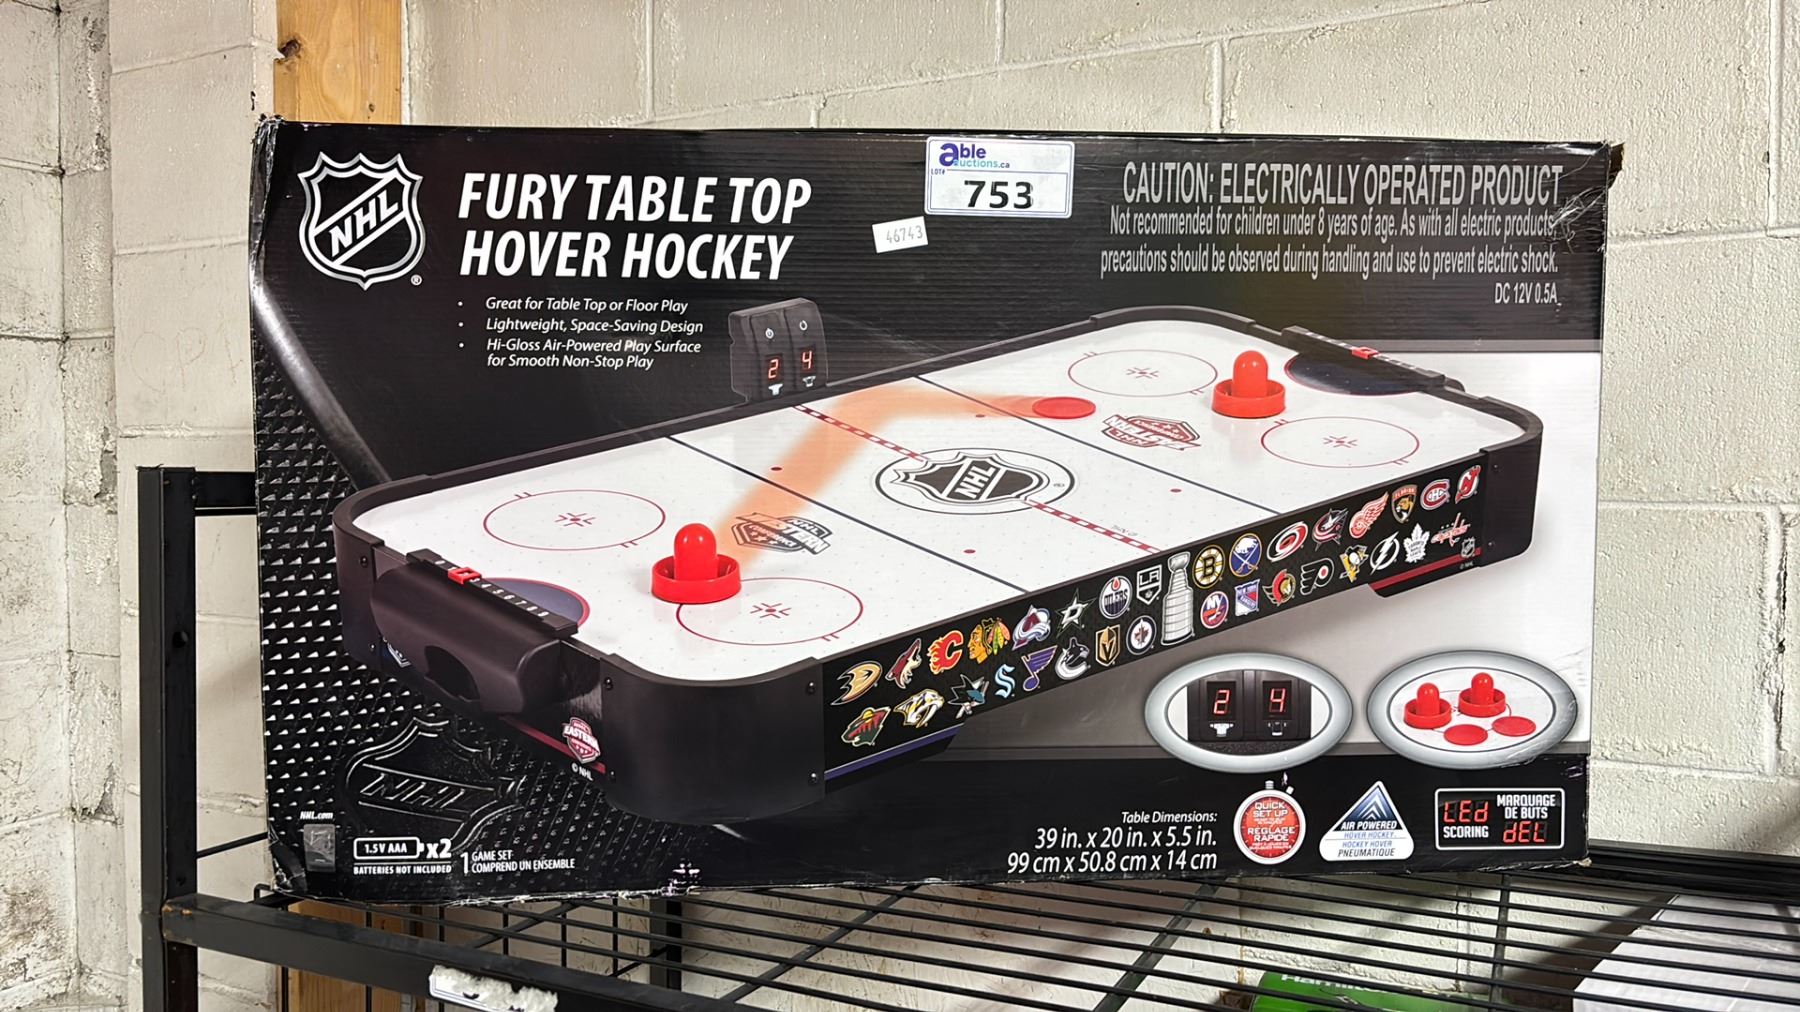 able
auctions.ca
LOT#
753
46743
NHL
FURY TABLE TOP
HOVER HOCKEY
• Great for Table Top or Floor Play
• Lightweight, Space-Saving Design
• Hi-Gloss Air-Powered Play Surface
for Smooth Non-Stop Play
CAUTION: ELECTRICALLY OPERATED PRODUCT
Not recommended for children under 8 years of age. As with all electric products,
precautions should be observed during handling and use to prevent electric shock.
DC 12V 0.5A
2 4
NHL
2 4
EASTERN
© NHL
© NHL
NHL
NHL.com
1.5 V AAA x2
BATTERIES NOT INCLUDED
1 GAME SET
COMPREND UN ENSEMBLE
Table Dimensions:
39 in. x 20 in. x 5.5 in.
99 cm x 50.8 cm x 14 cm
QUICK
SET UP
RÉGLAGE
RAPIDE
AIR POWERED
HOVER HOCKEY
HOCKEY HOVER
PNEUMATIQUE
LED
SCORING
MARQUAGE
DE BUTS
dEL